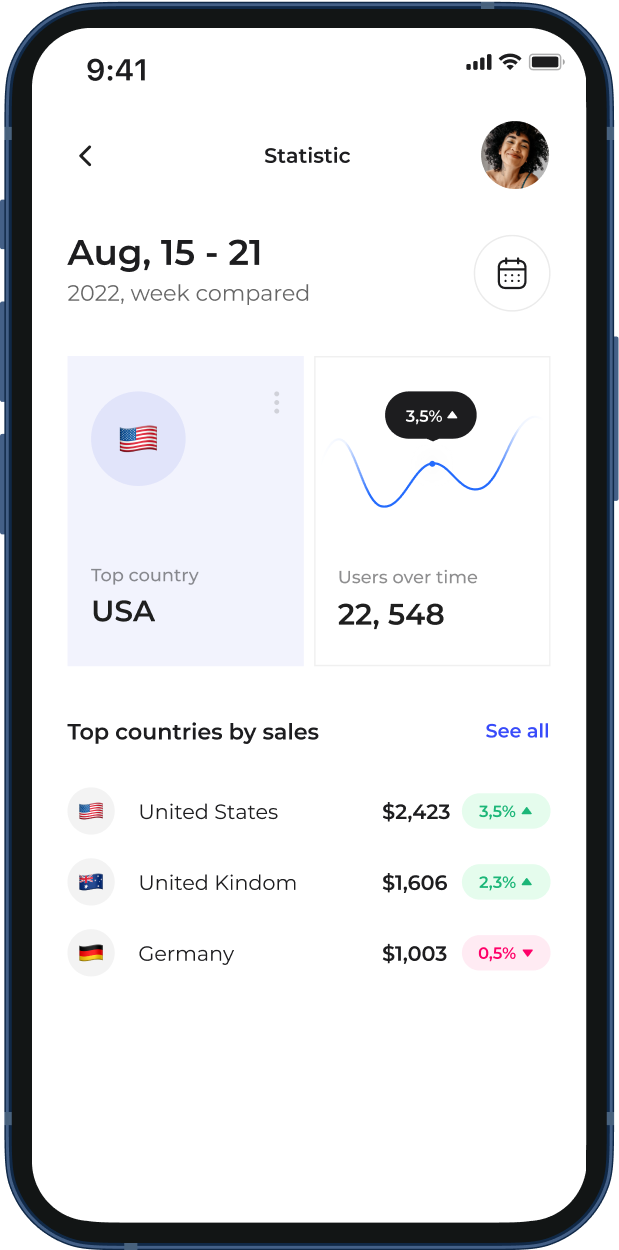 9:41
Statistic
Aug, 15 - 21
2022, week compared
3,5%
Top country
USA
Users over time
22, 548
Top countries by sales
See all
United States $2,423 3,5%
United Kindom $1,606 2,3%
Germany $1,003 0,5%